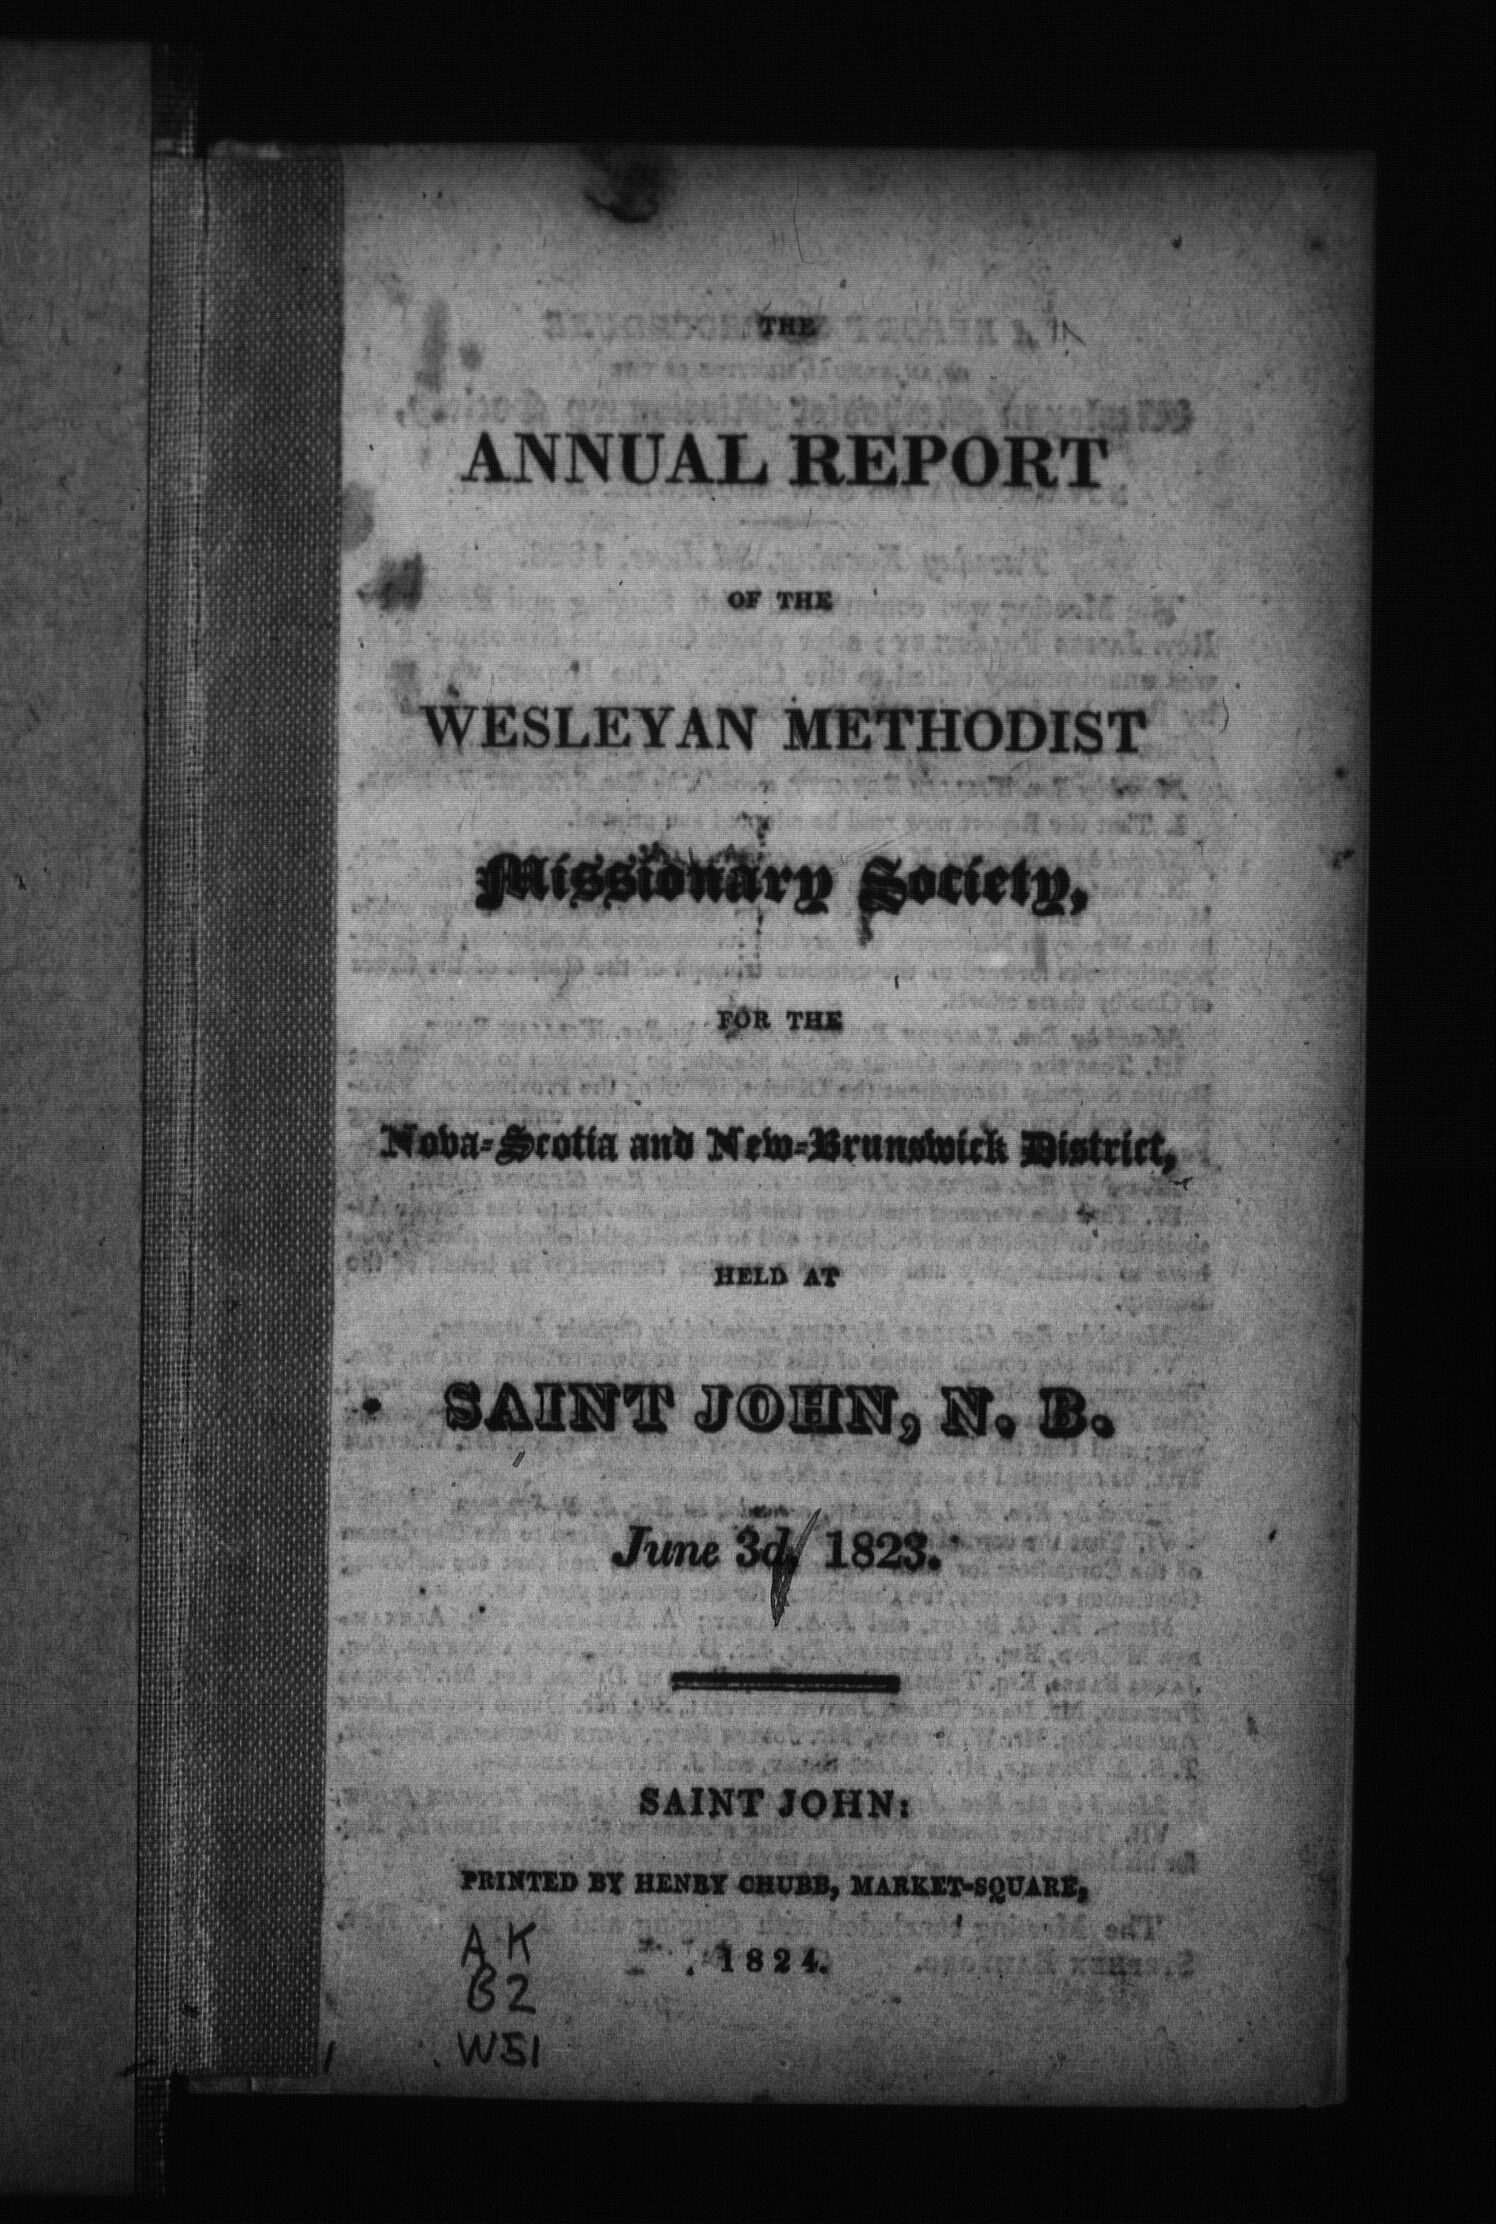 THE
ANNUAL REPORT
OF THE
WESLEYAN METHODIST
Missionary Society,
FOR THE
Nova-Scotia and New-Brunswick District,
HELD AT
SAINT JOHN, N. B.
June 3d, 1823.
SAINT JOHN:
PRINTED BY HENRY CHUBB, MARKET-SQUARE,
1824.
AK
B2
W51